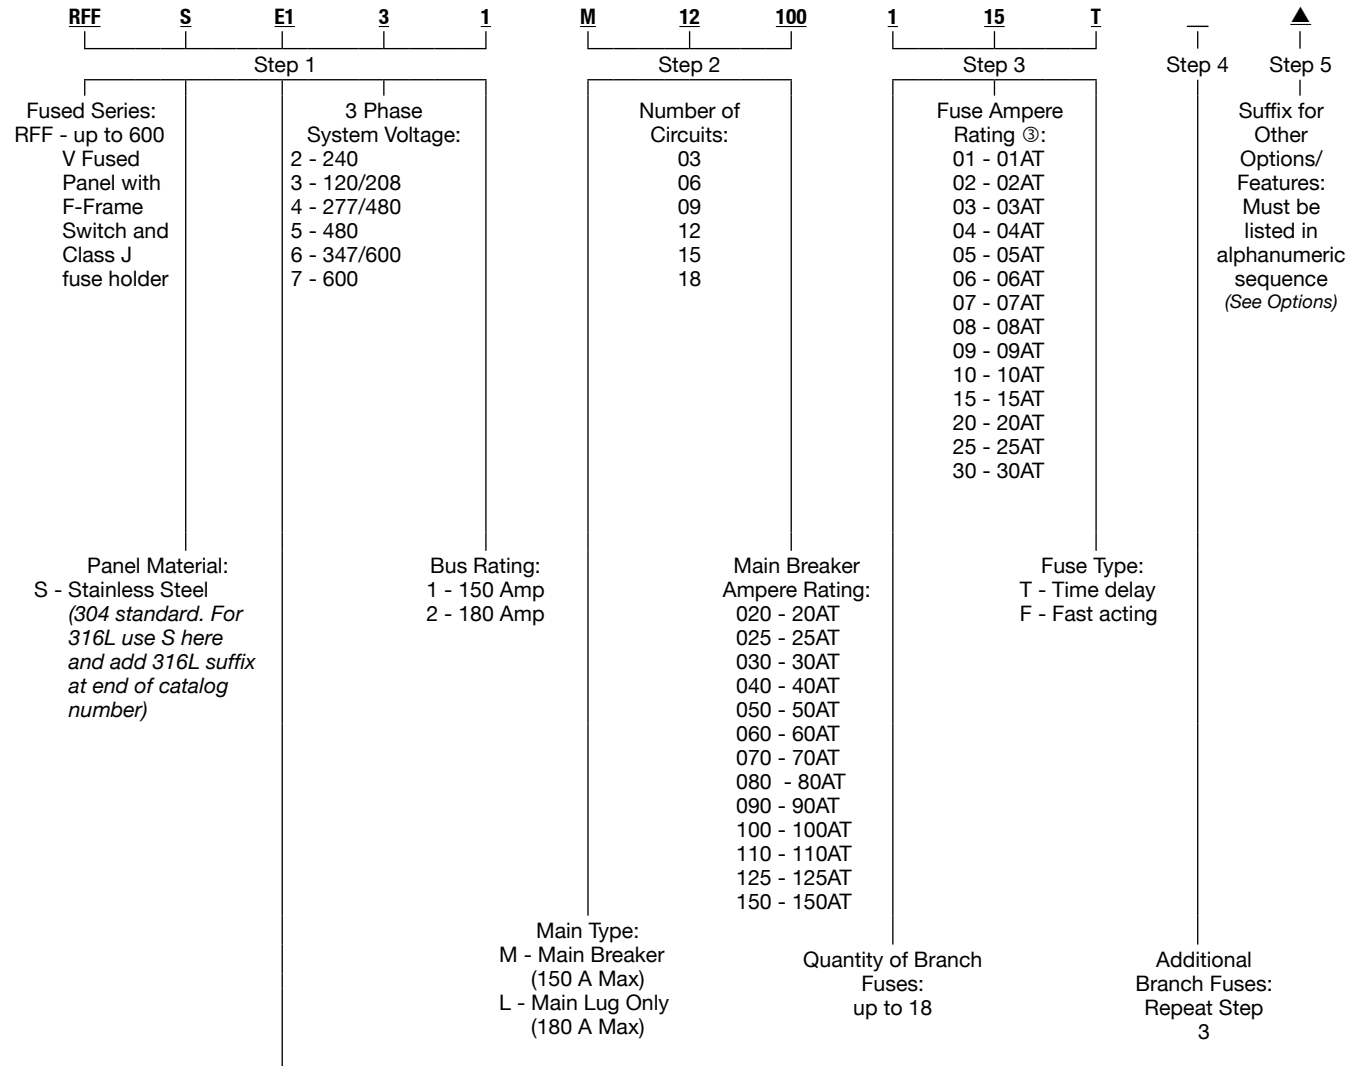 RFF S E1 3 1 M 12 100 1 15 T __ ▲
Step 1 Step 2 Step 3 Step 4 Step 5
Fused Series:
RFF - up to 600
V Fused
Panel with
F-Frame
Switch and
Class J
fuse holder
3 Phase
System Voltage:
2 - 240
3 - 120/208
4 - 277/480
5 - 480
6 - 347/600
7 - 600
Number of
Circuits:
03
06
09
12
15
18
Fuse Ampere
Rating ③:
01 - 01AT
02 - 02AT
03 - 03AT
04 - 04AT
05 - 05AT
06 - 06AT
07 - 07AT
08 - 08AT
09 - 09AT
10 - 10AT
15 - 15AT
20 - 20AT
25 - 25AT
30 - 30AT
Suffix for
Other
Options/
Features:
Must be
listed in
alphanumeric
sequence
(See Options)
Panel Material:
S - Stainless Steel
(304 standard. For
316L use S here
and add 316L suffix
at end of catalog
number)
Bus Rating:
1 - 150 Amp
2 - 180 Amp
Main Breaker
Ampere Rating:
020 - 20AT
025 - 25AT
030 - 30AT
040 - 40AT
050 - 50AT
060 - 60AT
070 - 70AT
080 - 80AT
090 - 90AT
100 - 100AT
110 - 110AT
125 - 125AT
150 - 150AT
Fuse Type:
T - Time delay
F - Fast acting
Main Type:
M - Main Breaker
(150 A Max)
L - Main Lug Only
(180 A Max)
Quantity of Branch
Fuses:
up to 18
Additional
Branch Fuses:
Repeat Step
3